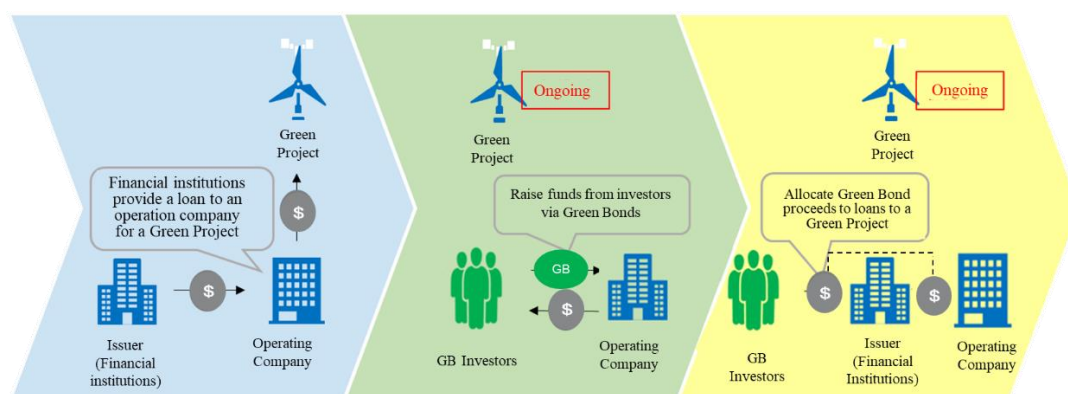 Green
Project
Financial institutions
provide a loan to an
operation company
for a Green Project
$
$
Issuer
(Financial
institutions)
Operating
Company
Ongoing
Green
Project
Raise funds from investors
via Green Bonds
GB
$
GB Investors
Operating
Company
Ongoing
Green
Project
Allocate Green Bond
proceeds to loans to a
Green Project
$
$
GB
Investors
Issuer
(Financial
Institutions)
Operating
Company